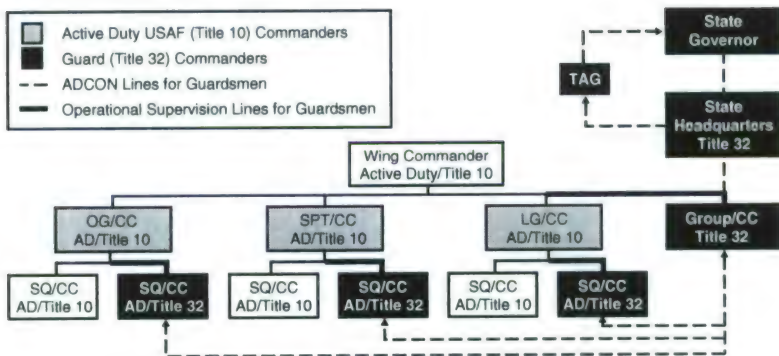 Active Duty USAF (Title 10) Commanders
Guard (Title 32) Commanders
ADCON Lines for Guardsmen
Operational Supervision Lines for Guardsmen
State
Governor
TAG
State
Headquarters
Title 32
Wing Commander
Active Duty/Title 10
OG/CC
AD/Title 10
SPT/CC
AD/Title 10
LG/CC
AD/Title 10
Group/CC
Title 32
SQ/CC
AD/Title 10
SQ/CC
AD/Title 32
SQ/CC
AD/Title 10
SQ/CC
AD/Title 32
SQ/CC
AD/Title 10
SQ/CC
AD/Title 32